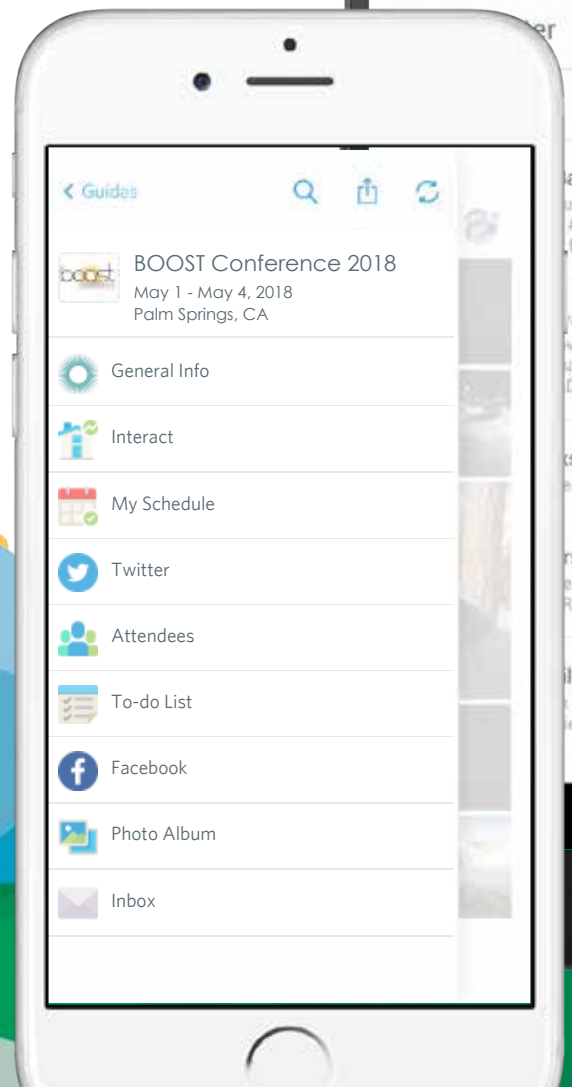 Guides
boost
BOOST Conference 2018
May 1 - May 4, 2018
Palm Springs, CA
General Info
Interact
My Schedule
Twitter
Attendees
To-do List
Facebook
Photo Album
Inbox